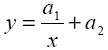 y = a₁/x + a₂